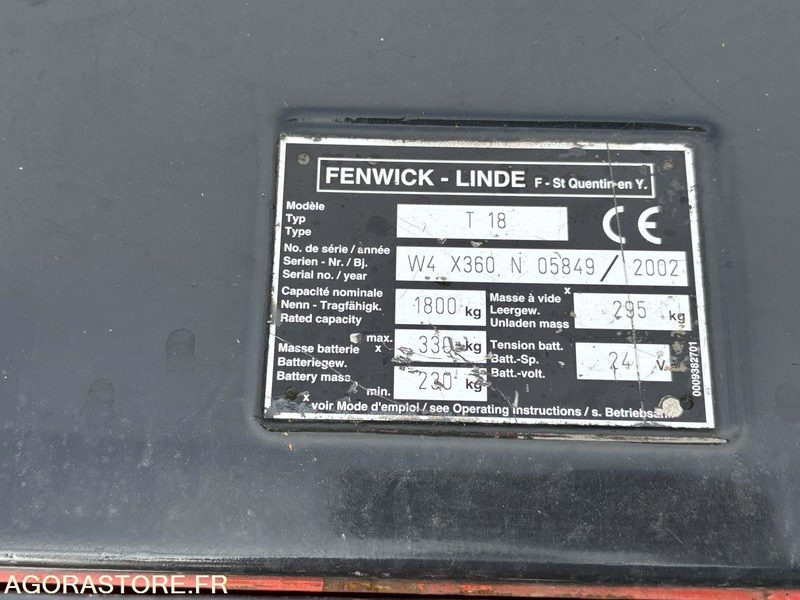 FENWICK - LINDE F - St Quentin-en Y.
Modèle
Typ
Type
T 18
CE
No. de série / année
Serien - Nr. / Bj.
Serial no. / year
W4 X360 N 05849 / 2002
Capacité nominale
Nenn - Tragfähigk.
Rated capacity
1800 kg
Masse à vide x
Leergew.
Unladen mass
295 kg
Masse batterie x
Batteriegew.
Battery mass
max. 330 kg
min. 230 kg
Tension batt.
Batt.-Sp.
Batt.-volt.
24 V
x voir Mode d'emploi / see Operating instructions / s. Betriebsanl.
0009382701
AGORASTORE.FR